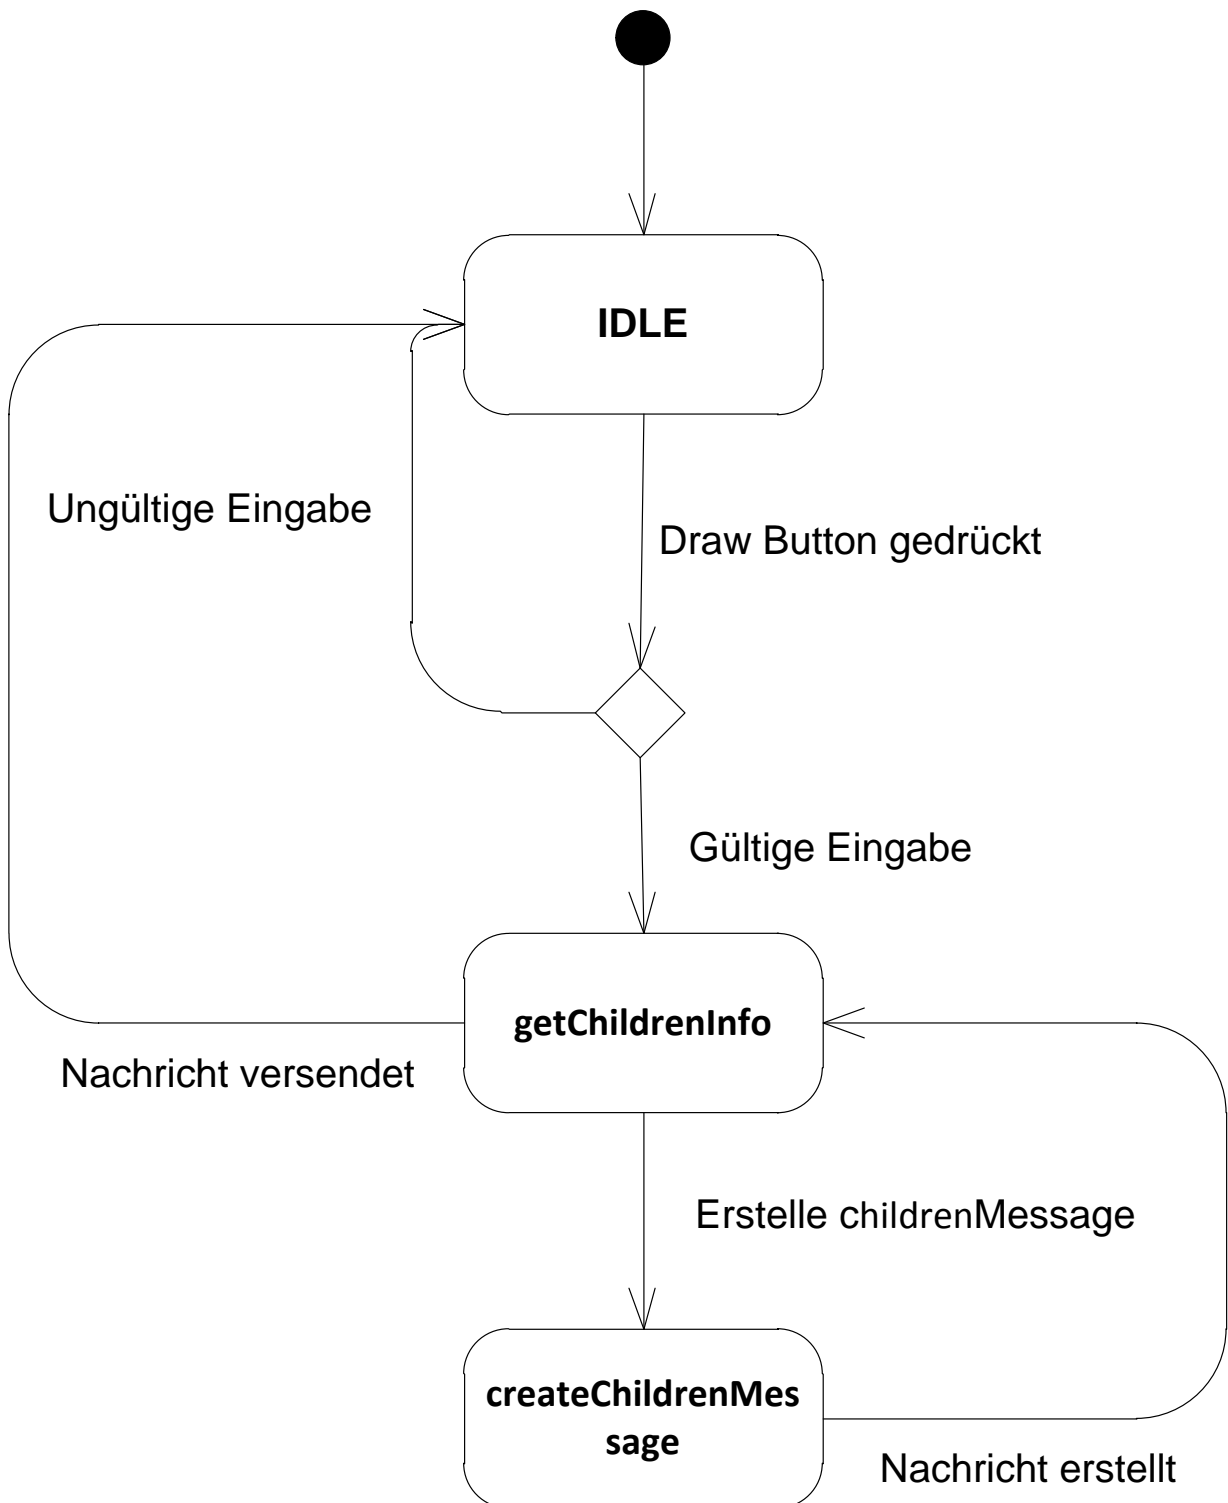 IDLE
Ungültige Eingabe
Draw Button gedrückt
Gültige Eingabe
getChildrenInfo
Nachricht versendet
Erstelle childrenMessage
createChildrenMes
sage
Nachricht erstellt